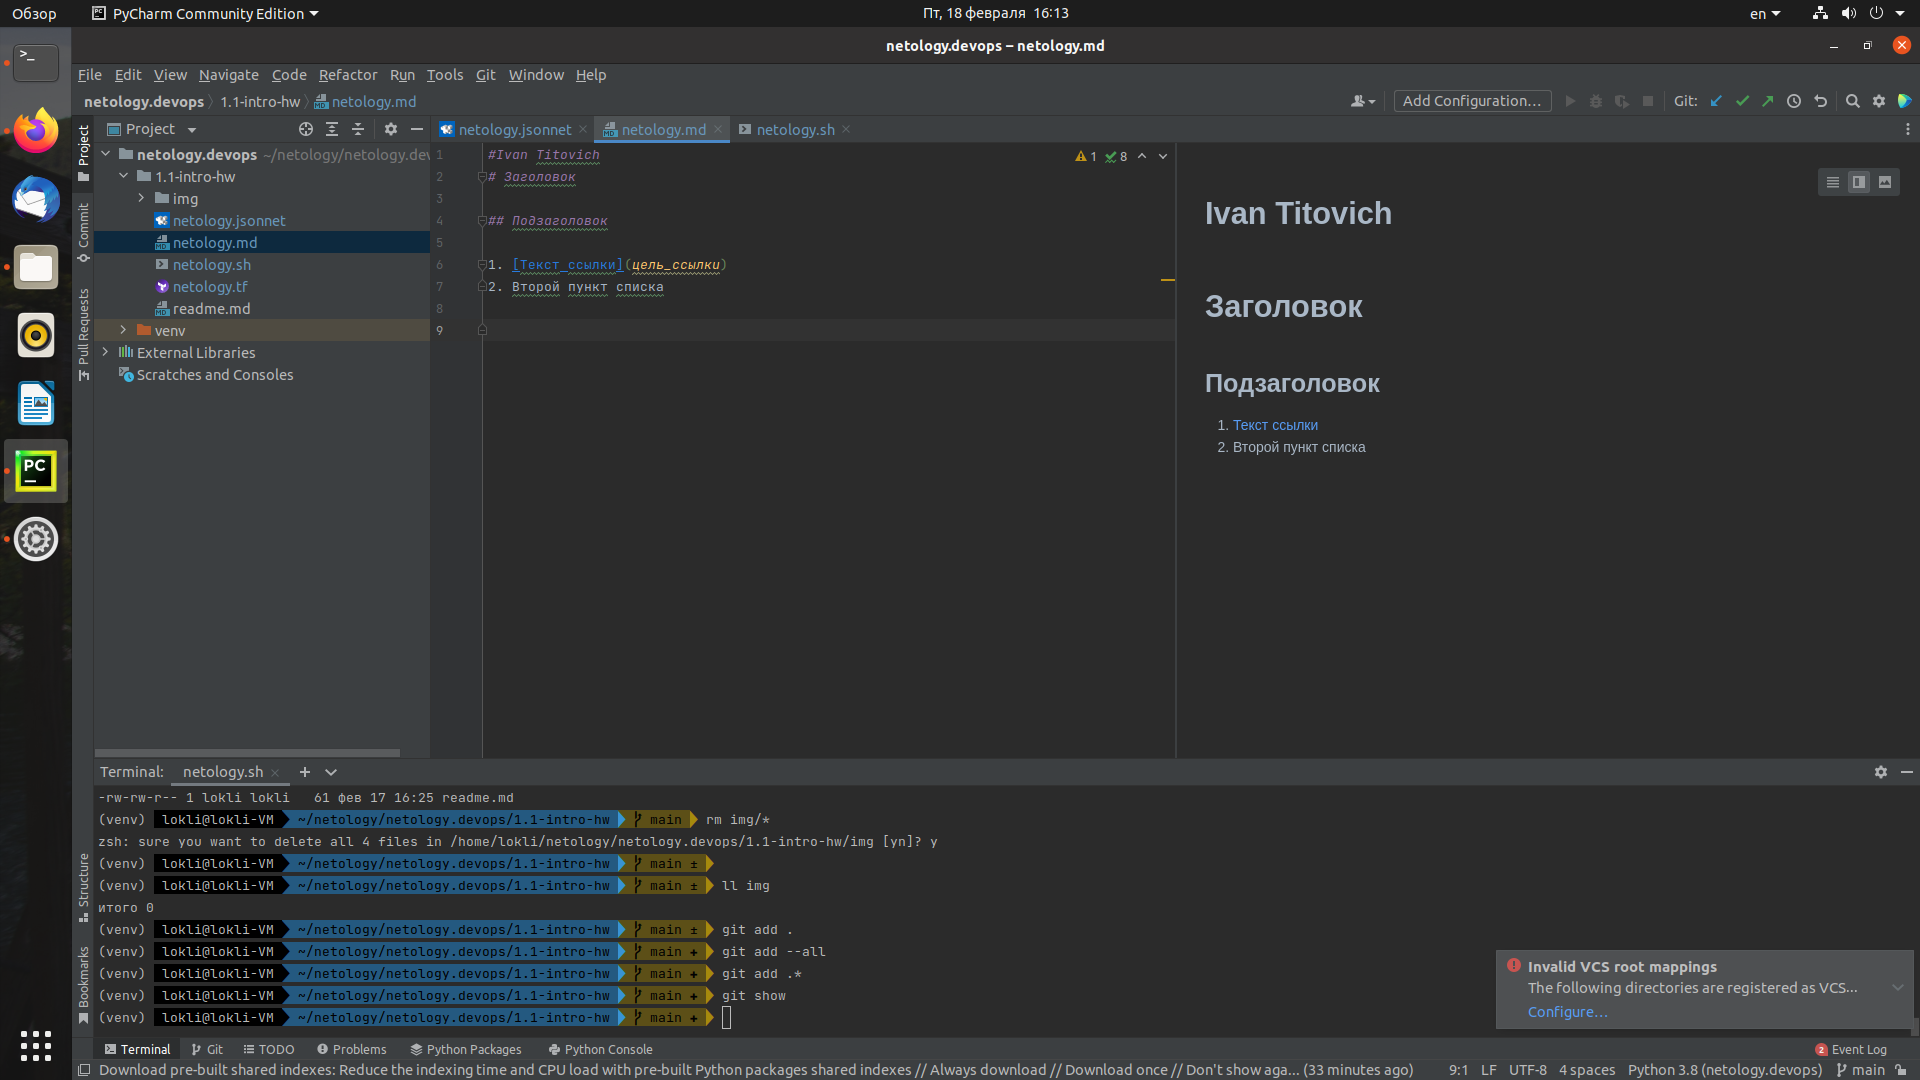 Обзор
PyCharm Community Edition
Пт, 18 февраля 16:13
en
netology.devops – netology.md
File Edit View Navigate Code Refactor Run Tools Git Window Help
netology.devops 1.1-intro-hw netology.md
Add Configuration...
Git:
Project
netology.jsonnet
netology.md
netology.sh
Project
Commit
Pull Requests
Structure
Bookmarks
netology.devops ~/netology/netology.dev
1.1-intro-hw
img
netology.jsonnet
netology.md
netology.sh
netology.tf
readme.md
venv
External Libraries
Scratches and Consoles
1 #Ivan Titovich
2 # Заголовок
3
4 ## Подзаголовок
5
6 1. [Текст ссылки](цель_ссылки)
7 2. Второй пункт списка
8
9
1 8
Ivan Titovich
Заголовок
Подзаголовок
1. Текст ссылки
2. Второй пункт списка
Terminal: netology.sh
-rw-rw-r-- 1 lokli lokli 61 фев 17 16:25 readme.md
(venv) lokli@lokli-VM ~/netology/netology.devops/1.1-intro-hw main rm img/*
zsh: sure you want to delete all 4 files in /home/lokli/netology/netology.devops/1.1-intro-hw/img [yn]? y
(venv) lokli@lokli-VM ~/netology/netology.devops/1.1-intro-hw main ±
(venv) lokli@lokli-VM ~/netology/netology.devops/1.1-intro-hw main ± ll img
итого 0
(venv) lokli@lokli-VM ~/netology/netology.devops/1.1-intro-hw main ± git add .
(venv) lokli@lokli-VM ~/netology/netology.devops/1.1-intro-hw main + git add --all
(venv) lokli@lokli-VM ~/netology/netology.devops/1.1-intro-hw main + git add .*
(venv) lokli@lokli-VM ~/netology/netology.devops/1.1-intro-hw main + git show
(venv) lokli@lokli-VM ~/netology/netology.devops/1.1-intro-hw main +
Invalid VCS root mappings
The following directories are registered as VCS...
Configure...
Terminal Git TODO Problems Python Packages Python Console
2 Event Log
Download pre-built shared indexes: Reduce the indexing time and CPU load with pre-built Python packages shared indexes // Always download // Download once // Don't show aga... (33 minutes ago)
9:1 LF UTF-8 4 spaces Python 3.8 (netology.devops) main